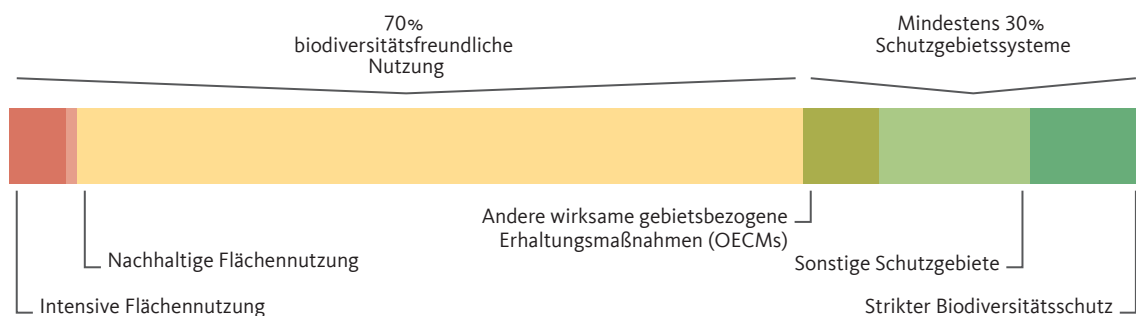 70%
biodiversitätsfreundliche
Nutzung
Mindestens 30%
Schutzgebietssysteme
Andere wirksame gebietsbezogene
Erhaltungsmaßnahmen (OECMs)
Nachhaltige Flächennutzung
Sonstige Schutzgebiete
Intensive Flächennutzung
Strikter Biodiversitätsschutz